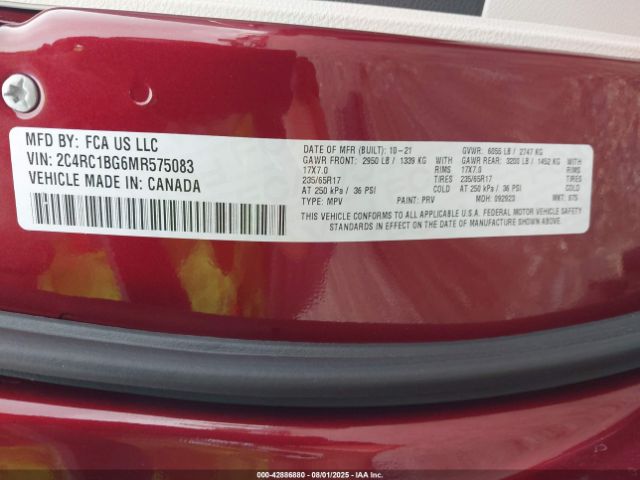 MFD BY: FCA US LLC
VIN: 2C4RC1BG6MR575083
VEHICLE MADE IN: CANADA
DATE OF MFR (BUILT): 10-21 GVWR: 6055 LB / 2747 KG
GAWR FRONT: 2950 LB / 1339 KG GAWR REAR: 3200 LB / 1452 KG
17X7.0 RIMS 17X7.0 RIMS
235/65R17 TIRES 235/65R17 TIRES
AT 250 kPa / 36 PSI COLD AT 250 kPa / 36 PSI COLD
TYPE: MPV PAINT: PRV MDH: 092923 MKT: 67S
THIS VEHICLE CONFORMS TO ALL APPLICABLE U.S.A. FEDERAL MOTOR VEHICLE SAFETY
STANDARDS IN EFFECT ON THE DATE OF MANUFACTURE SHOWN ABOVE.
(000-42886880 - 08/01/2025 - IAAI.COM)